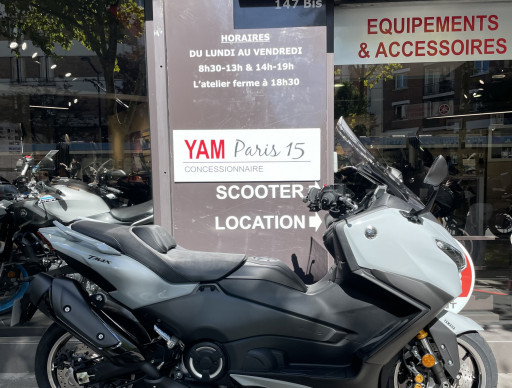 147 Bis
HORAIRES
DU LUNDI AU VENDREDI
8h30-13h & 14h-19h
L'atelier ferme à 18h30
EQUIPEMENTS
& ACCESSOIRES
YAM Paris 15
CONCESSIONNAIRE
SCOOTER
LOCATION
TMAX
YAMAHA